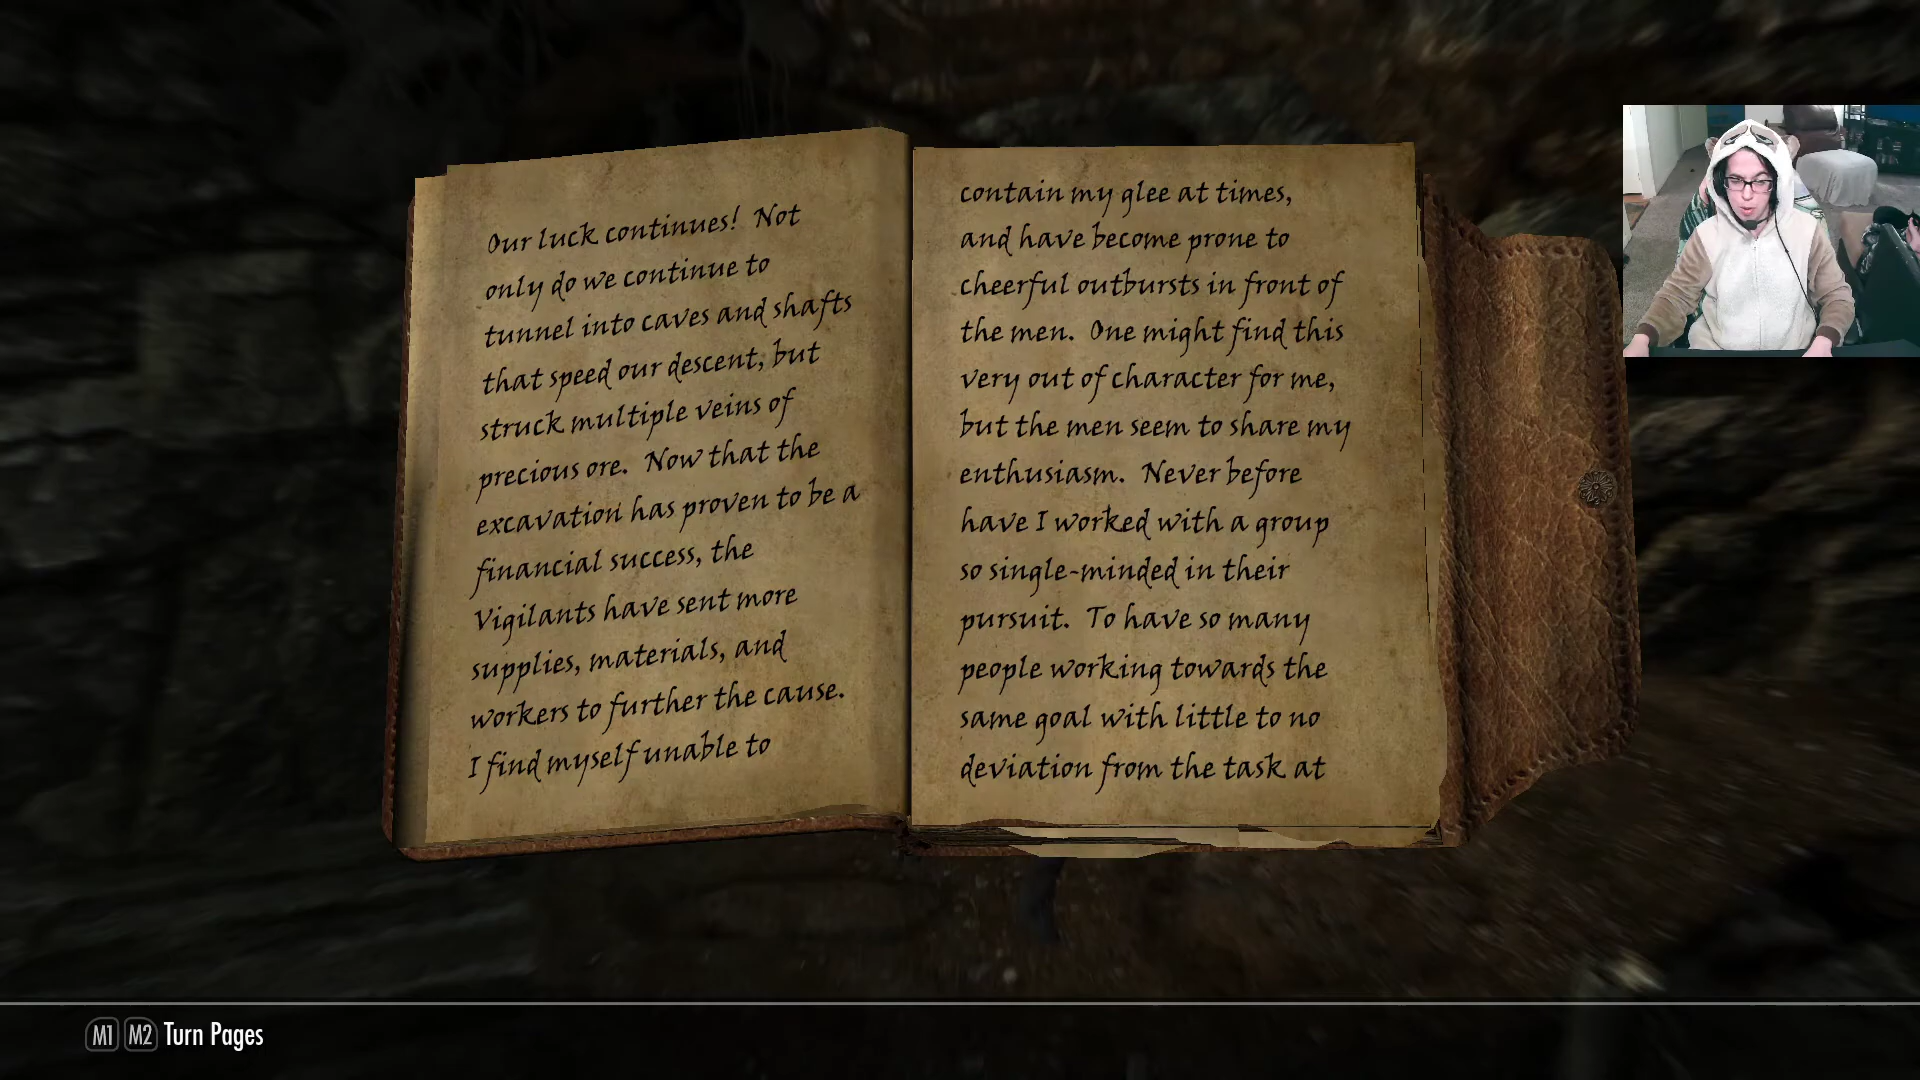 Our luck continues! Not
only do we continue to
tunnel into caves and shafts
that speed our descent, but
struck multiple veins of
precious ore. Now that the
excavation has proven to be a
financial success, the
Vigilants have sent more
supplies, materials, and
workers to further the cause.
I find myself unable to
contain my glee at times,
and have become prone to
cheerful outbursts in front of
the men. One might find this
very out of character for me,
but the men seem to share my
enthusiasm. Never before
have I worked with a group
so single-minded in their
pursuit. To have so many
people working towards the
same goal with little to no
deviation from the task at
M1 M2 Turn Pages